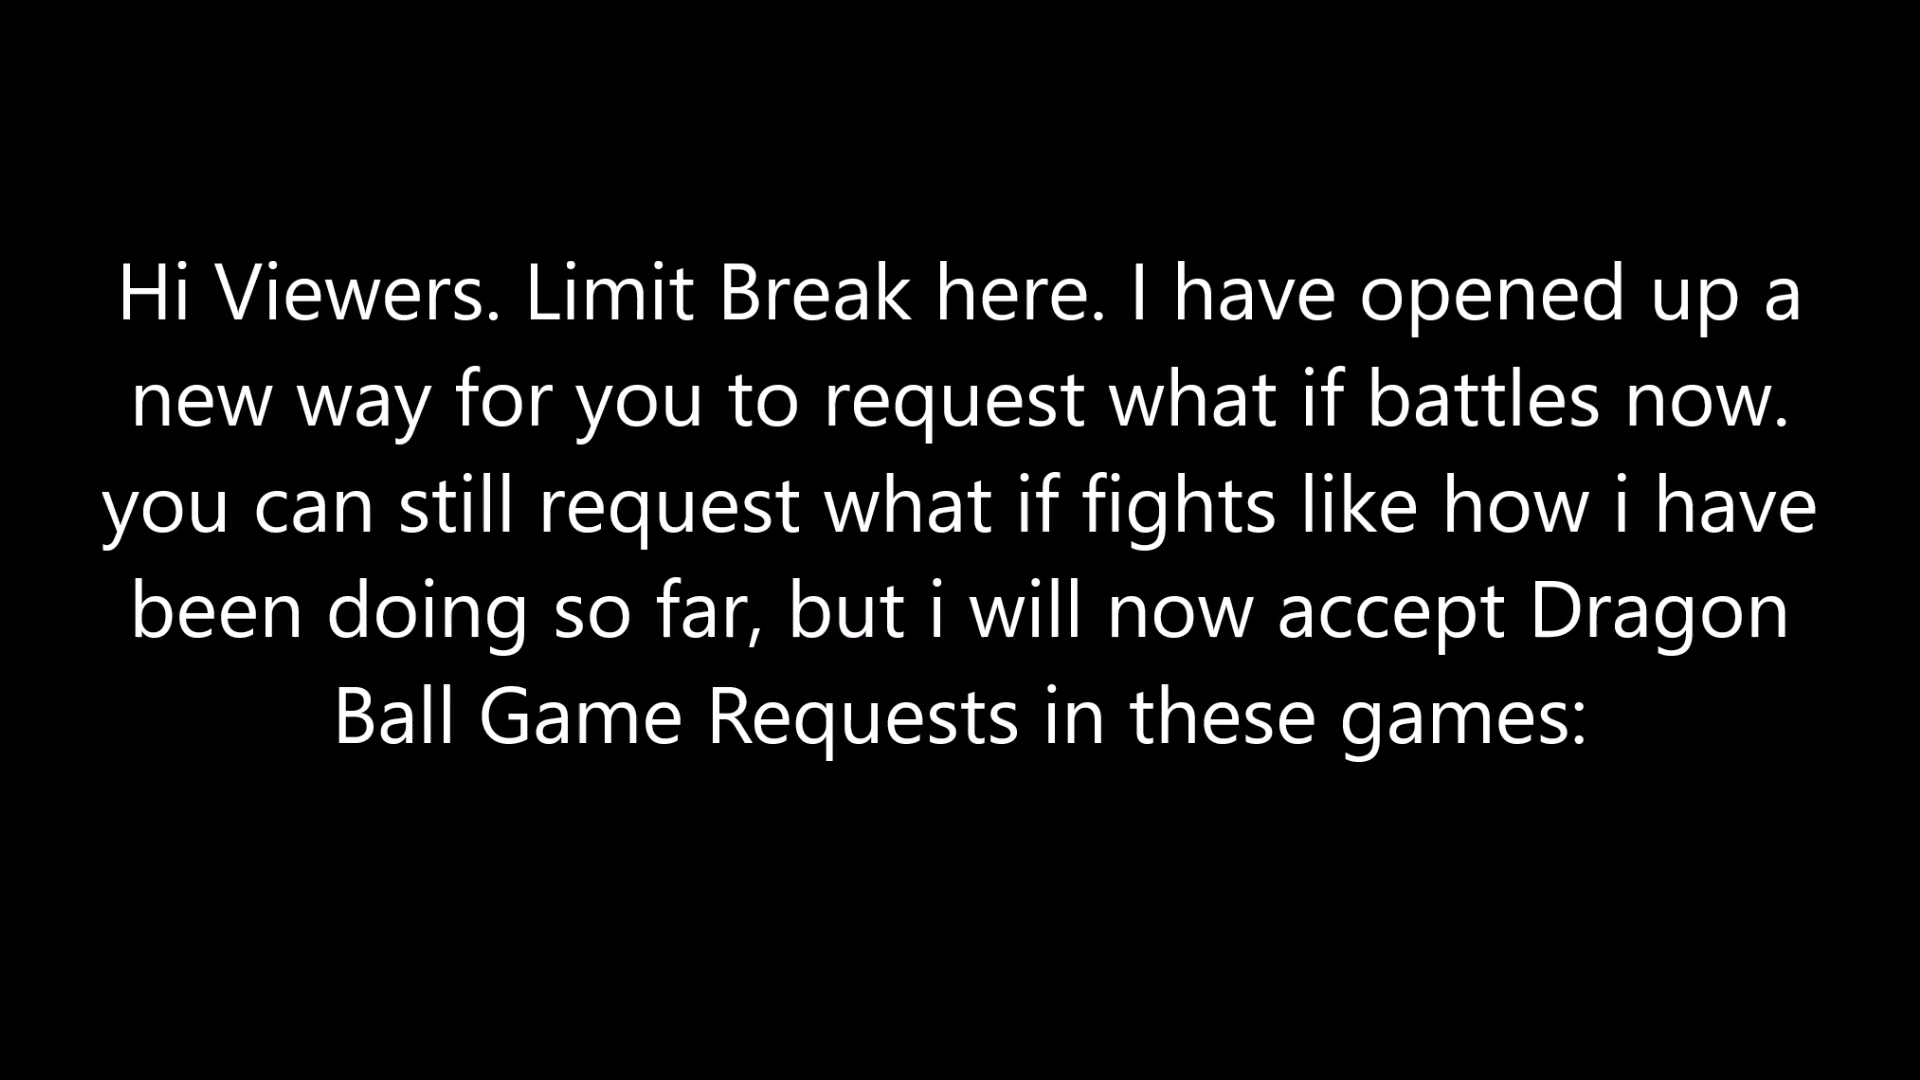 Hi Viewers. Limit Break here. I have opened up a
new way for you to request what if battles now.
you can still request what if fights like how i have
been doing so far, but i will now accept Dragon
Ball Game Requests in these games: